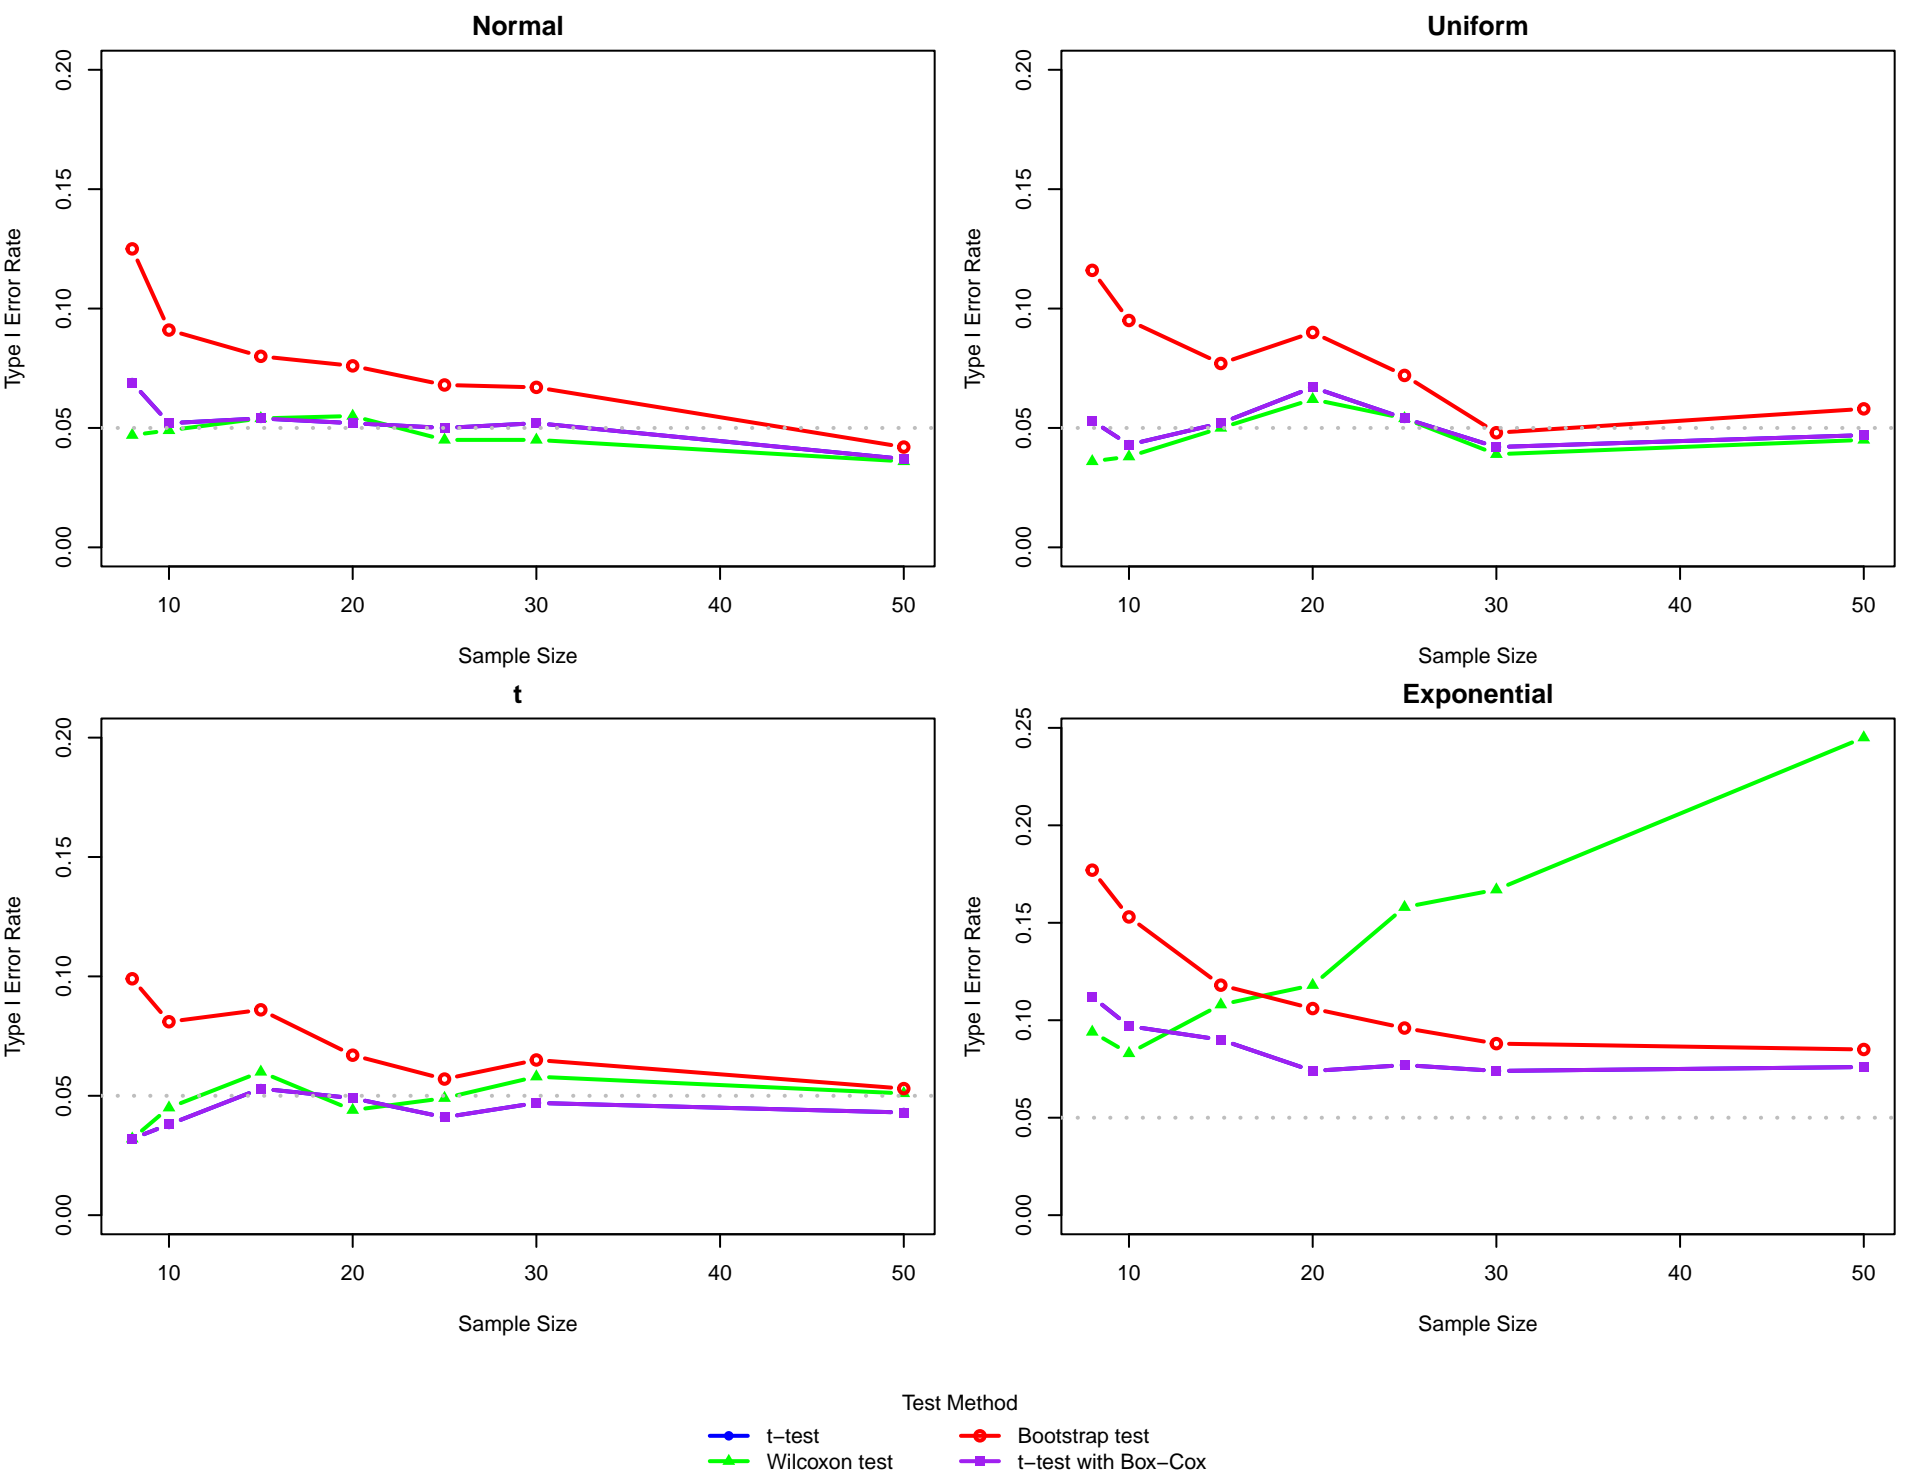 Normal
Type I Error Rate
0.00 0.05 0.10 0.15 0.20
10 20 30 40 50
Sample Size
Uniform
Type I Error Rate
0.00 0.05 0.10 0.15 0.20
10 20 30 40 50
Sample Size
t
Type I Error Rate
0.00 0.05 0.10 0.15 0.20
10 20 30 40 50
Sample Size
Exponential
Type I Error Rate
0.00 0.05 0.10 0.15 0.20 0.25
10 20 30 40 50
Sample Size
Test Method
t−test
Wilcoxon test
Bootstrap test
t−test with Box−Cox